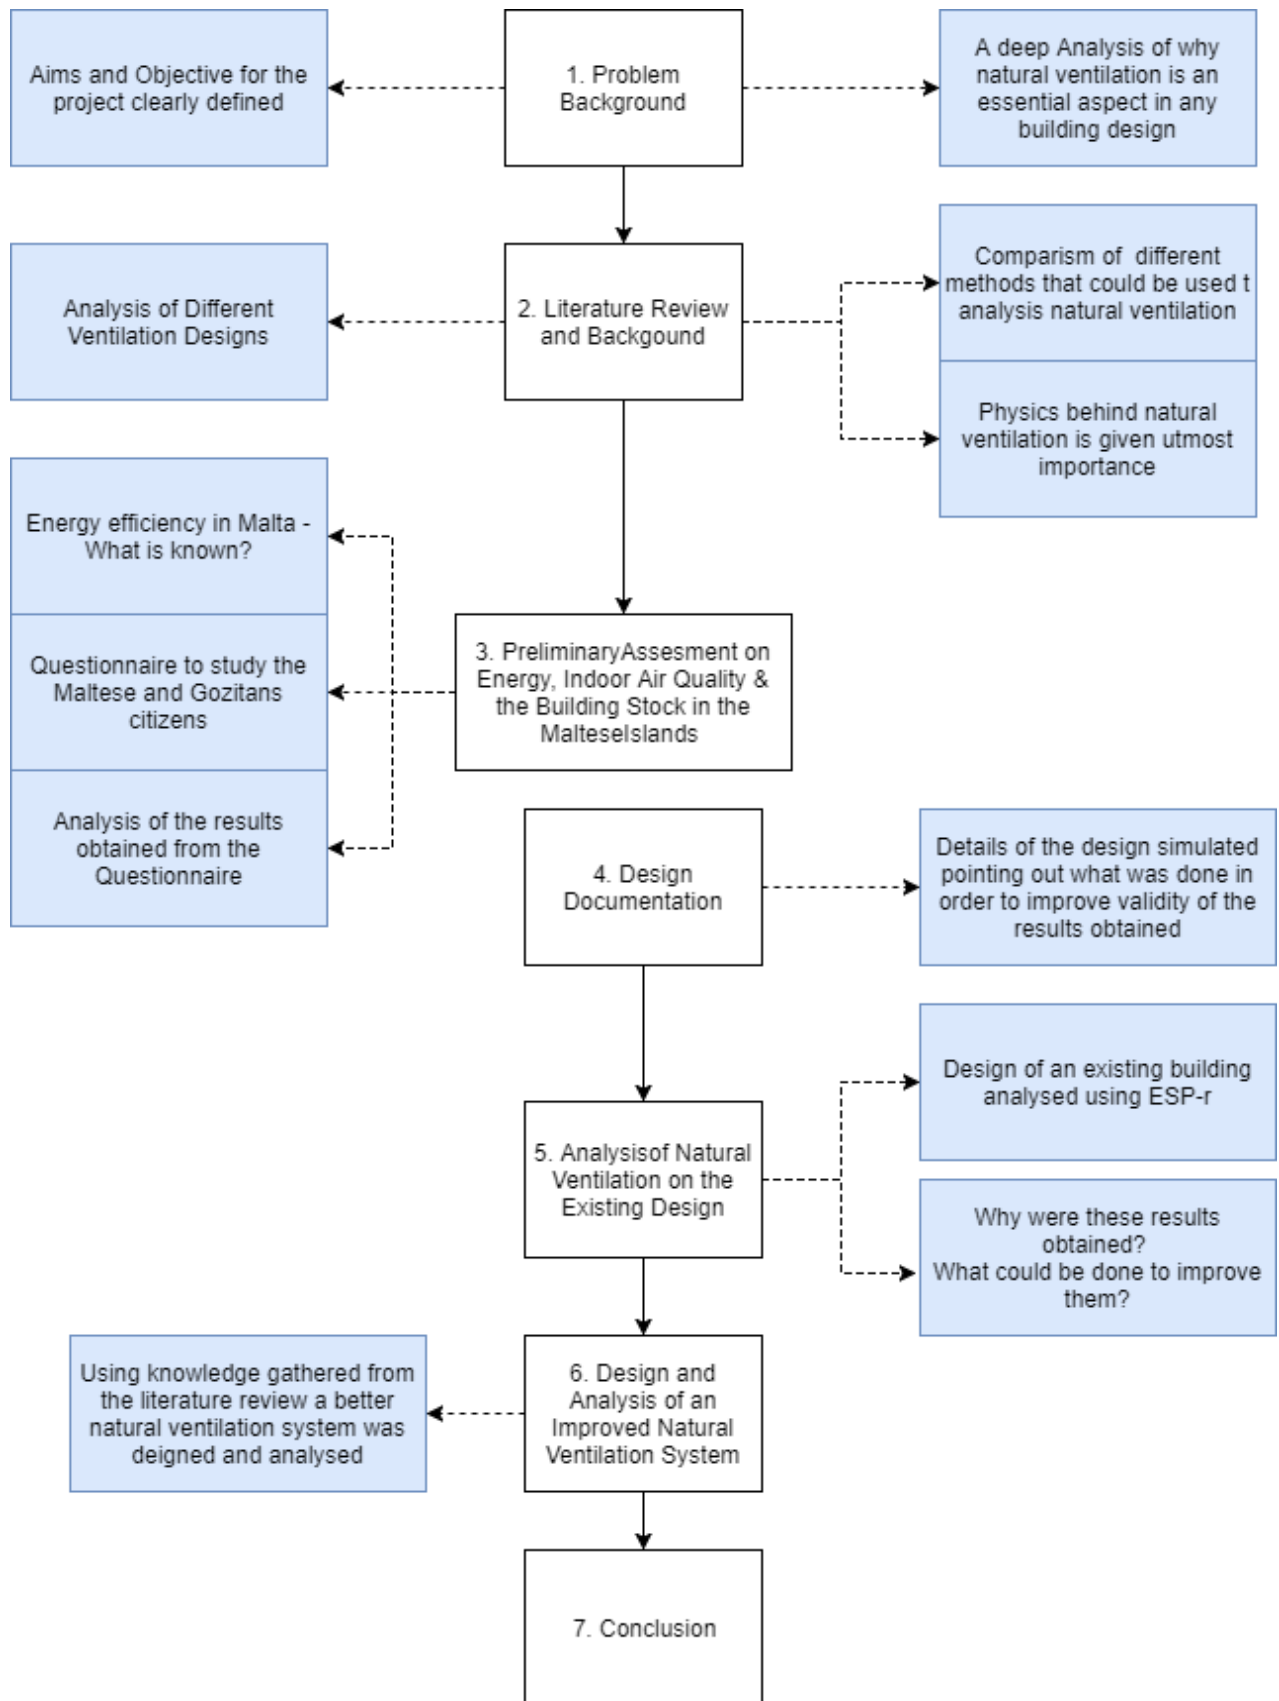 Aims and Objective for the
project clearly defined
1. Problem
Background
A deep Analysis of why
natural ventilation is an
essential aspect in any
building design
Analysis of Different
Ventilation Designs
2. Literature Review
and Backgound
Comparism of different
methods that could be used t
analysis natural ventilation
Physics behind natural
ventilation is given utmost
importance
Energy efficiency in Malta -
What is known?
Questionnaire to study the
Maltese and Gozitans
citizens
Analysis of the results
obtained from the
Questionnaire
3. PreliminaryAssesment on
Energy, Indoor Air Quality &
the Building Stock in the
MalteseIslands
4. Design
Documentation
Details of the design simulated
pointing out what was done in
order to improve validity of the
results obtained
5. Analysisof Natural
Ventilation on the
Existing Design
Design of an existing building
analysed using ESP-r
Why were these results
obtained?
What could be done to improve
them?
Using knowledge gathered from
the literature review a better
natural ventilation system was
deigned and analysed
6. Design and
Analysis of an
Improved Natural
Ventilation System
7. Conclusion